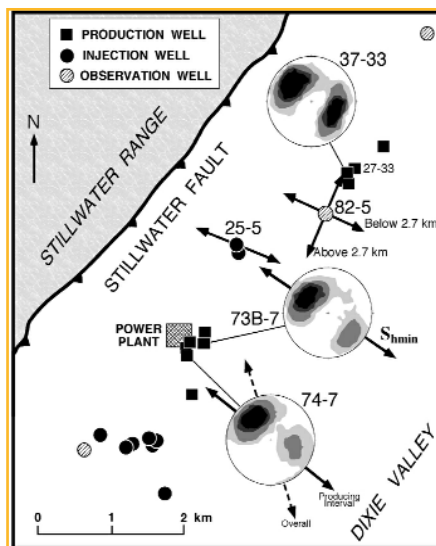 PRODUCTION WELL
INJECTION WELL
OBSERVATION WELL
37-33
N
STILLWATER RANGE
STILLWATER FAULT
27-33
82-5
25-5
Below 2.7 km
Above 2.7 km
73B-7
POWER
PLANT
Shmin
74-7
Producing
Interval
Overall
DIXIE VALLEY
0 1 2
km